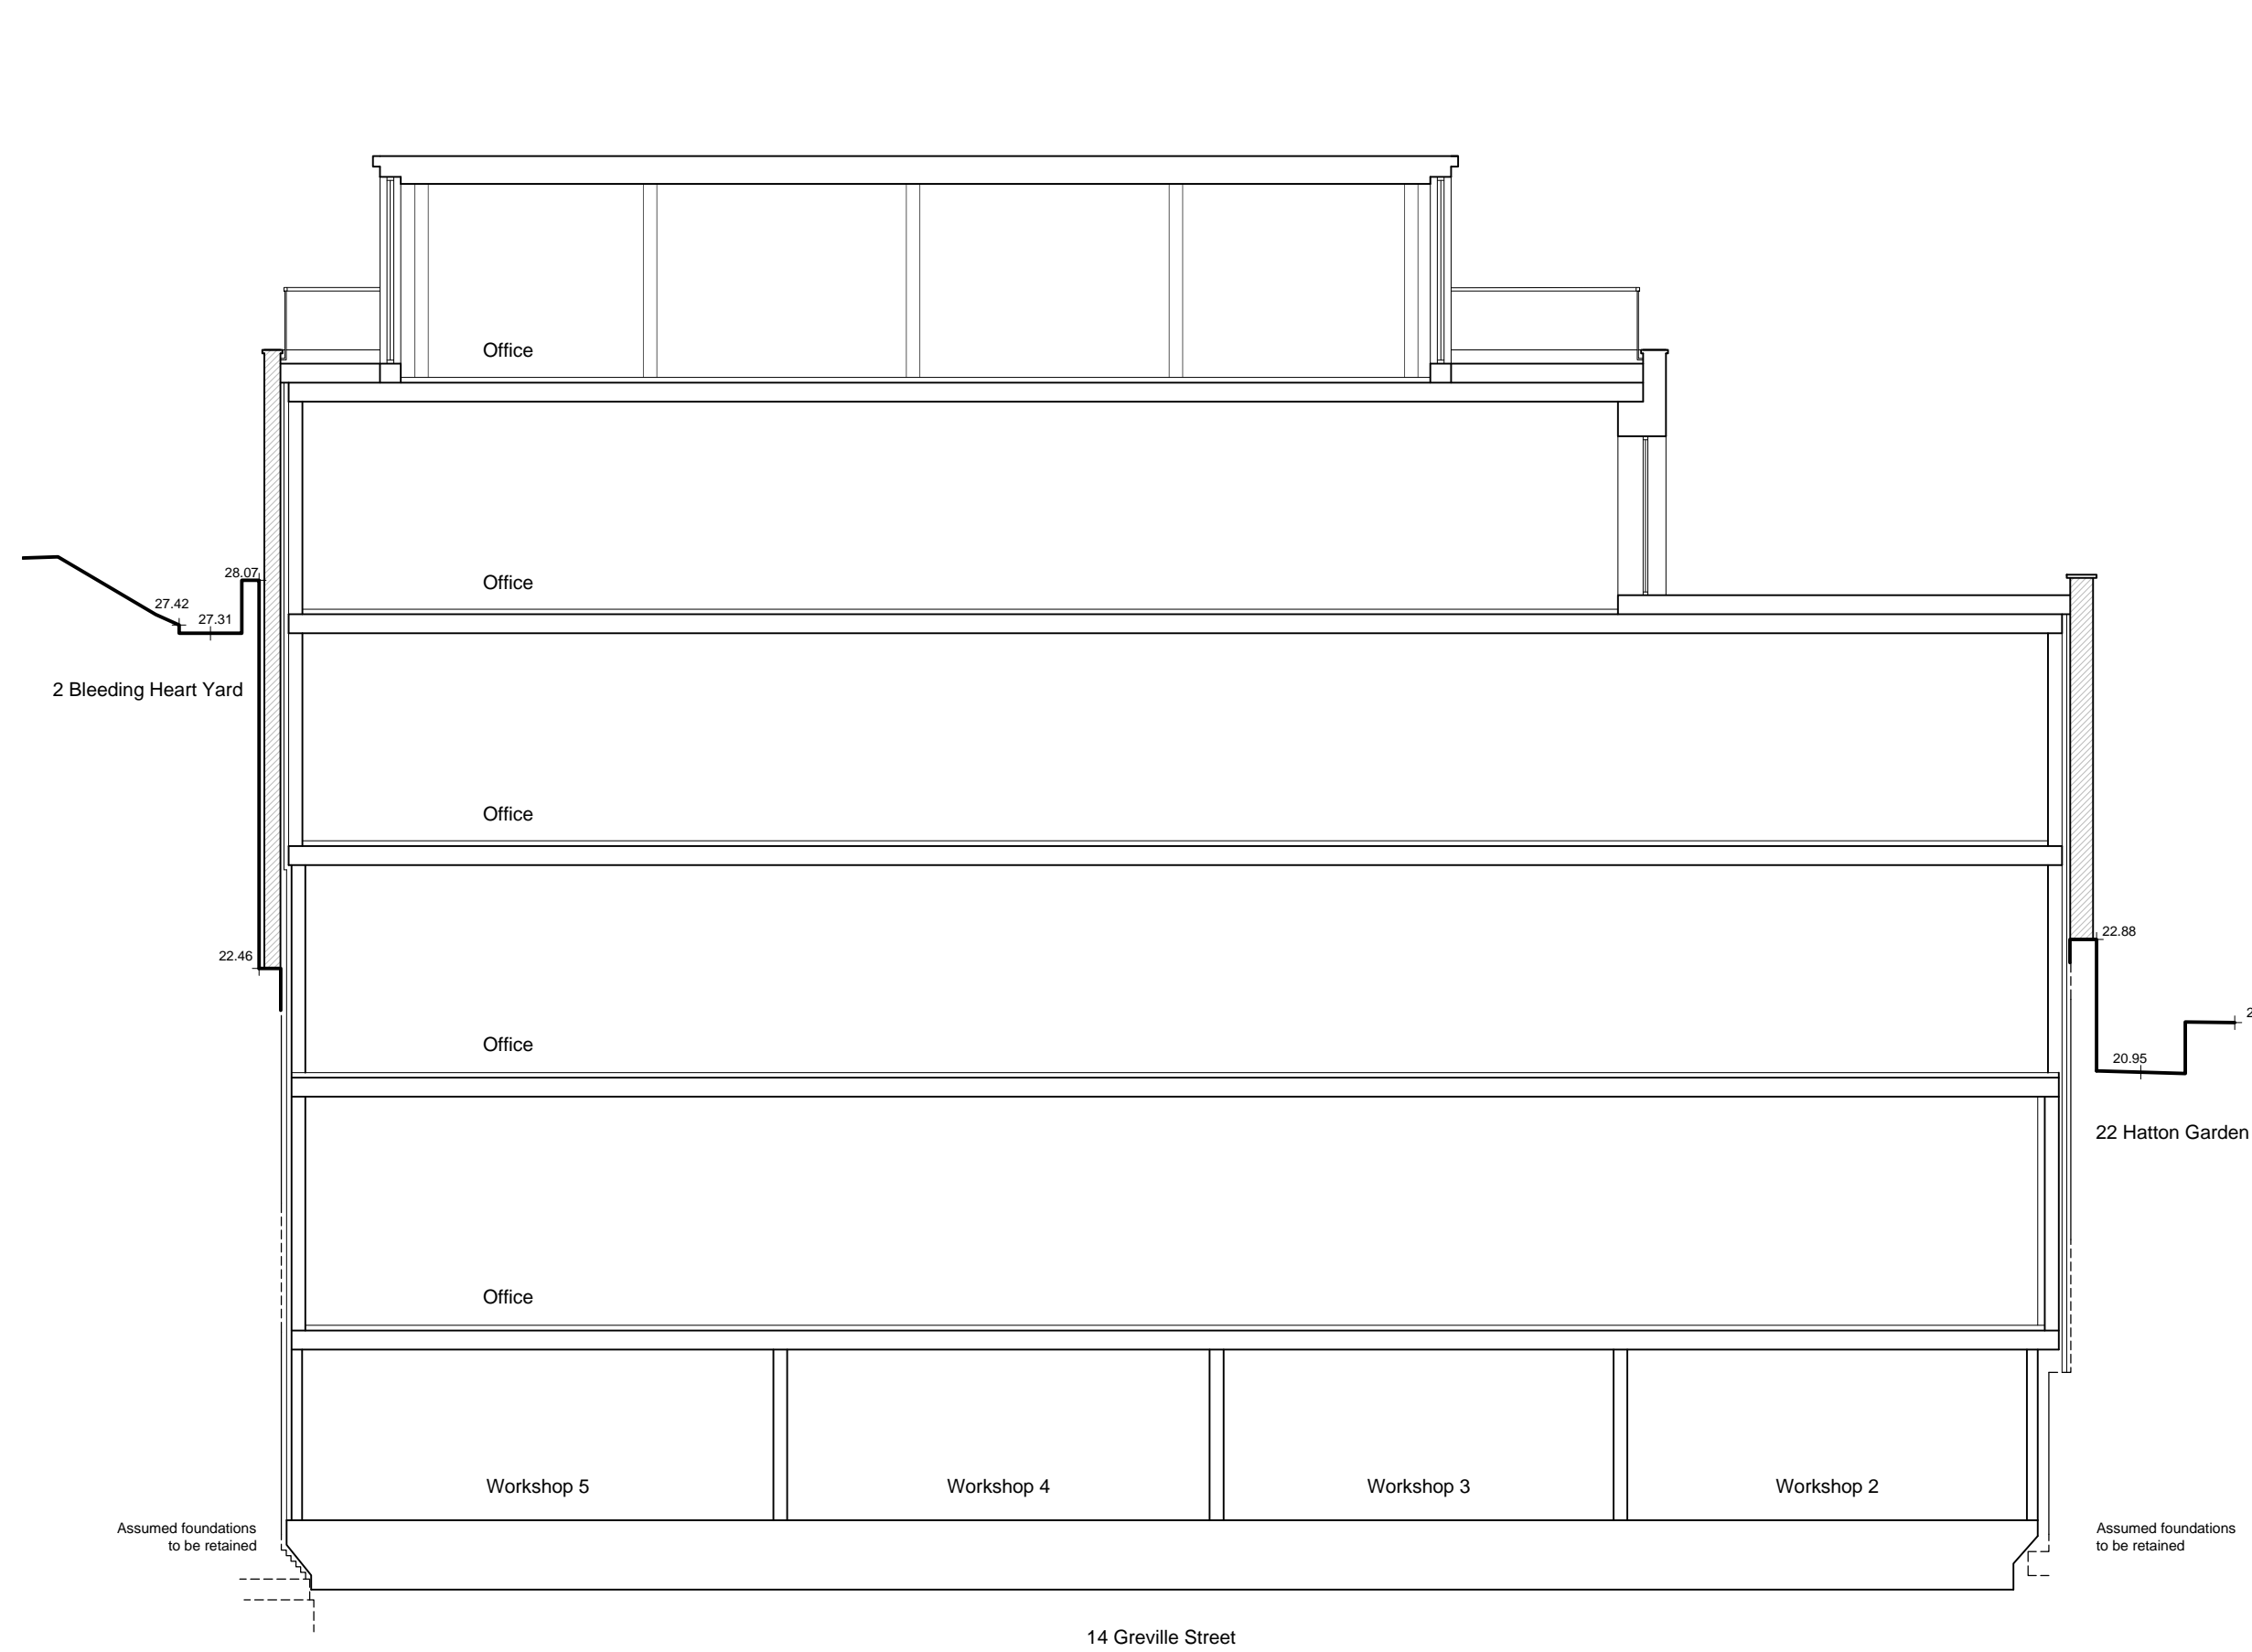 Office
28.07
Office
27.42
27.31
2 Bleeding Heart Yard
Office
22.88
22.46
2
Office
20.95
22 Hatton Garden
Office
Workshop 5
Workshop 4
Workshop 3
Workshop 2
Assumed foundations
to be retained
Assumed foundations
to be retained
14 Greville Street